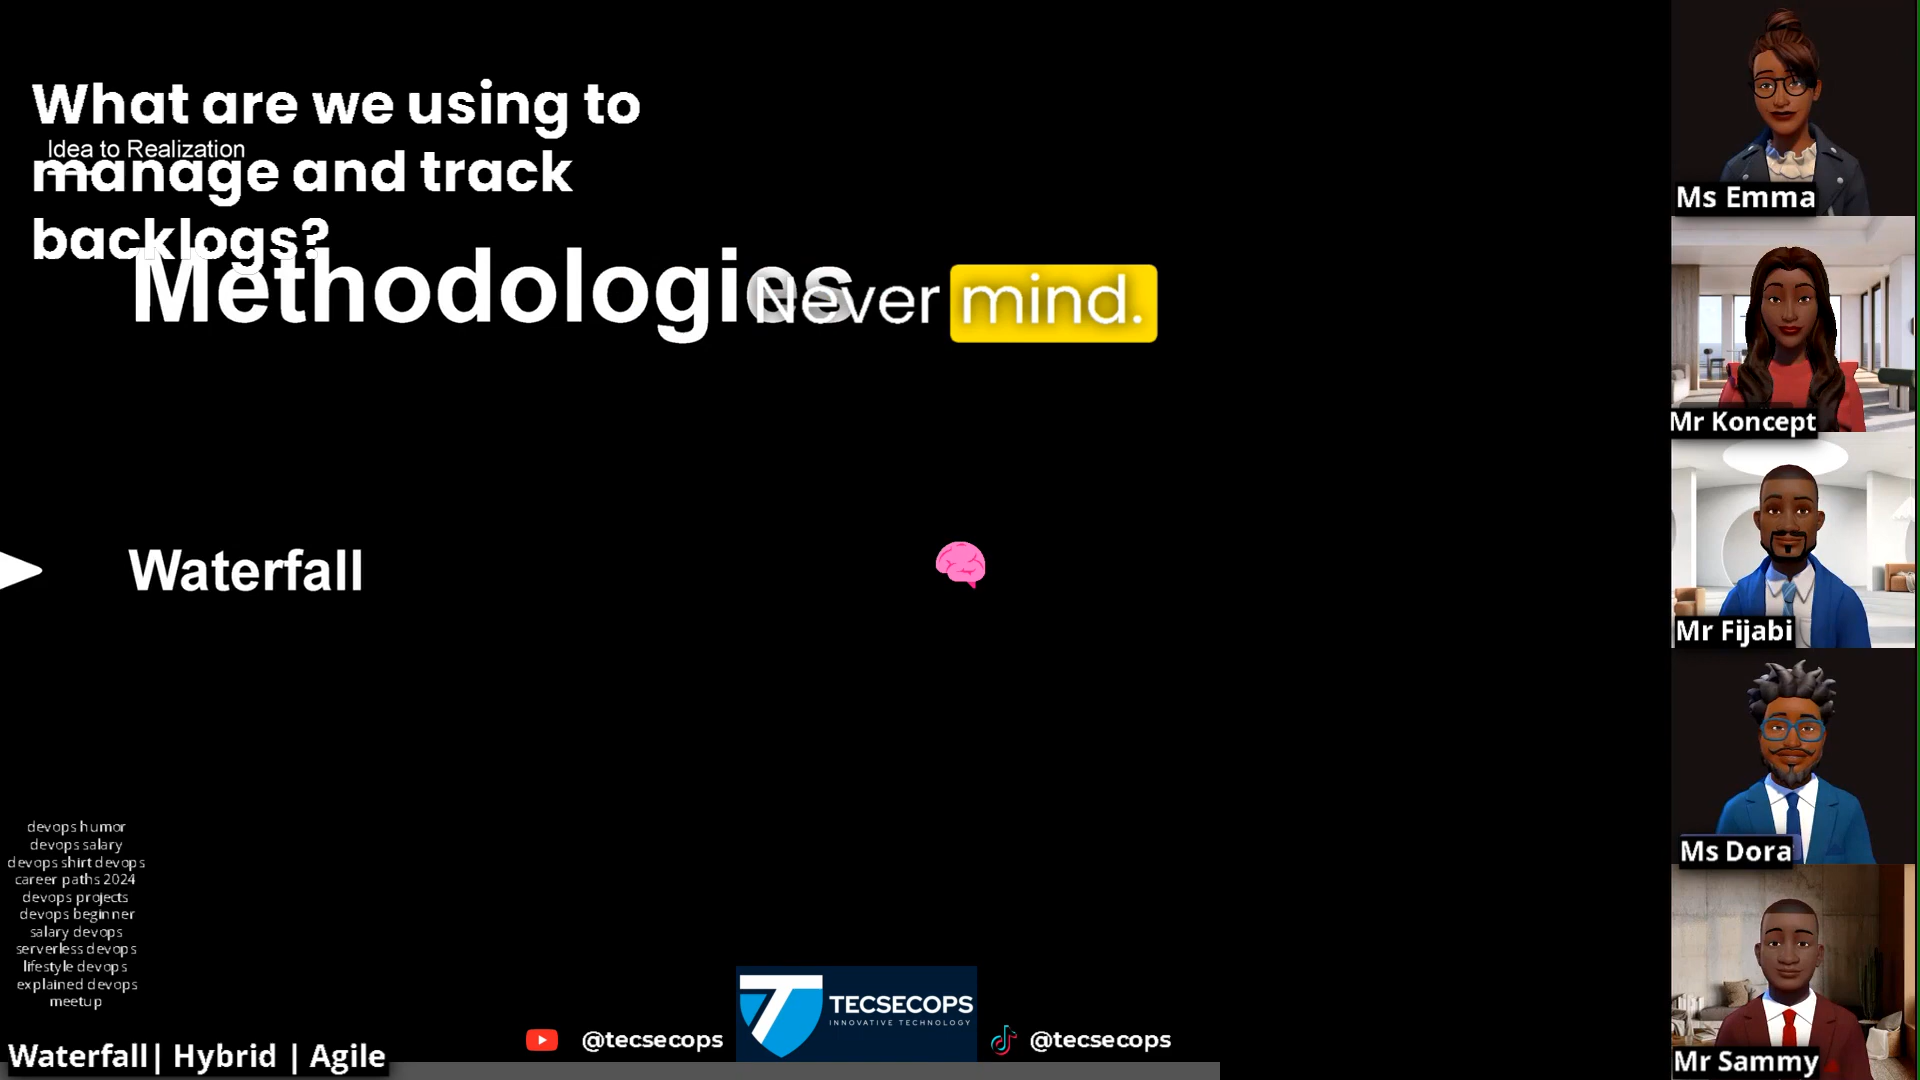 What are we using to
Idea to Realization
manage and track
backlogs?
Methodologies
Never mind.
Waterfall
devops humor
devops salary
devops shirt devops
career paths 2024
devops projects
devops beginner
salary devops
serverless devops
lifestyle devops
explained devops
meetup
Waterfall| Hybrid | Agile
@tecsecops
TECSECOPS
INNOVATIVE TECHNOLOGY
@tecsecops
Ms Emma
Mr Koncept
Mr Fijabi
Ms Dora
Mr Sammy